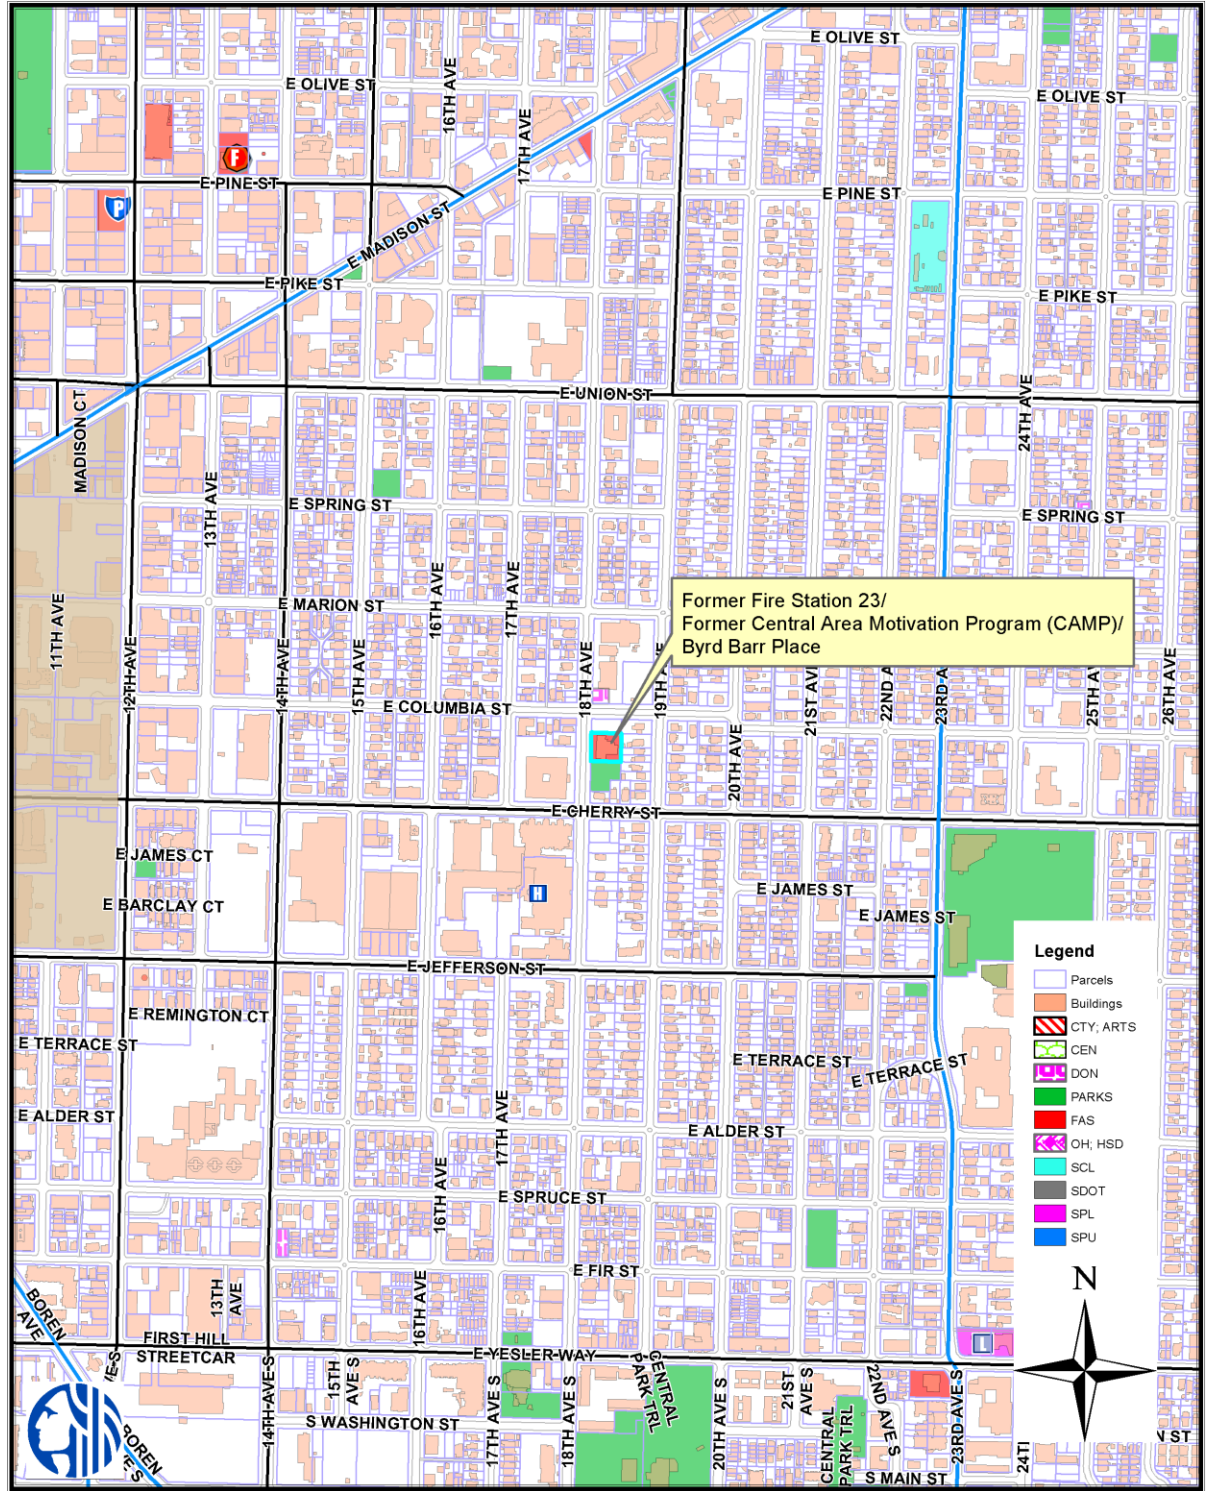 E OLIVE ST
E OLIVE ST
E OLIVE ST
16TH AVE
17TH AVE
F
E PINE ST
E PINE ST
P
E MADISON ST
E PIKE ST
E PIKE ST
E UNION ST
MADISON CT
24TH AVE
13TH AVE
E SPRING ST
E SPRING ST
11TH AVE
12TH AVE
14TH AVE
15TH AVE
16TH AVE
17TH AVE
E MARION ST
Former Fire Station 23/
Former Central Area Motivation Program (CAMP)/
Byrd Barr Place
18TH AVE
19TH AVE
20TH AVE
21ST AVE
22ND A
23RD A
25TH AVE
26TH AVE
E COLUMBIA ST
E CHERRY ST
E JAMES CT
E BARCLAY CT
H
E JAMES ST
E JAMES ST
E JEFFERSON ST
E REMINGTON CT
E TERRACE ST
E TERRACE ST
E TERRACE ST
E ALDER ST
E ALDER ST
17TH AVE
16TH AVE
E SPRUCE ST
E FIR ST
13TH
AVE
16TH AVE
BOREN
AVE
FIRST HILL
STREETCAR
E YESLER WAY
14TH AVE S
15TH
AVE S
S WASHINGTON ST
17TH AVE S
18TH AVE S
CENTRAL
PARK TRL
20TH AVE S
21ST
AVE S
CENTRAL
PARK TRL
22ND AVE S
23RD AVE S
S MAIN ST
BOREN
VE S
VE S
24TH
N ST
L
Legend
Parcels
Buildings
CTY; ARTS
CEN
DON
PARKS
FAS
OH; HSD
SCL
SDOT
SPL
SPU
N